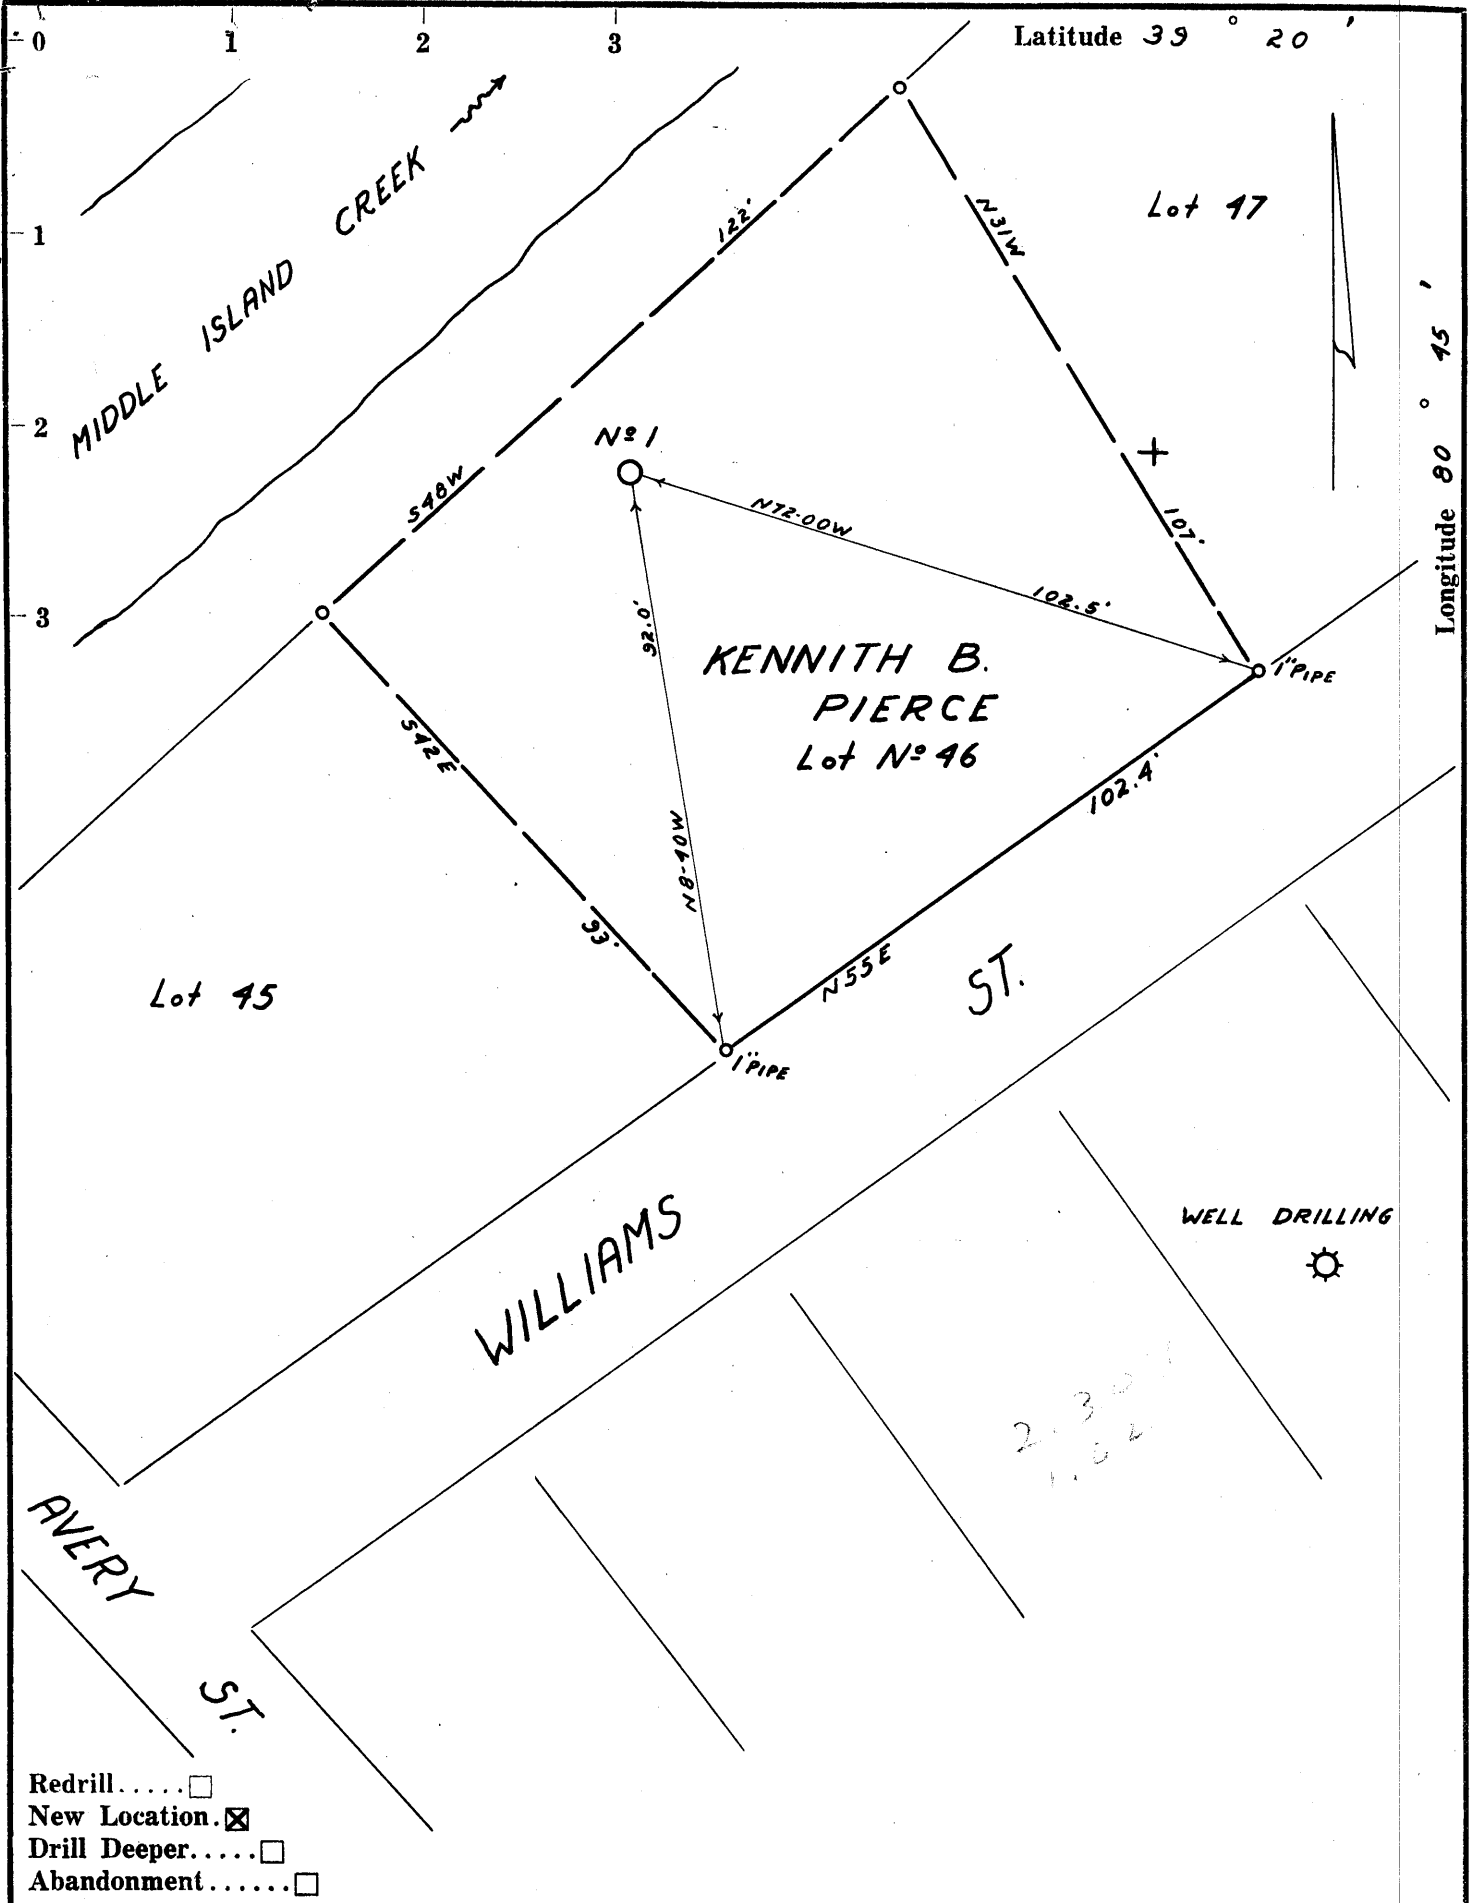 0 1 2 3
Latitude 39 ° 20 '
1
2
3
Longitude 80 ° 45 '
MIDDLE ISLAND CREEK
122'
S48W
N31W
107'
Lot 47
Nº 1
N72-00W
102.5'
92.0'
N8-40W
KENNITH B.
PIERCE
Lot Nº 46
1" PIPE
S42E
93'
102.4'
N55E
1" PIPE
Lot 45
WILLIAMS ST.
WELL DRILLING
AVERY ST.
Redrill.....☐
New Location.☒
Drill Deeper.....☐
Abandonment......☐